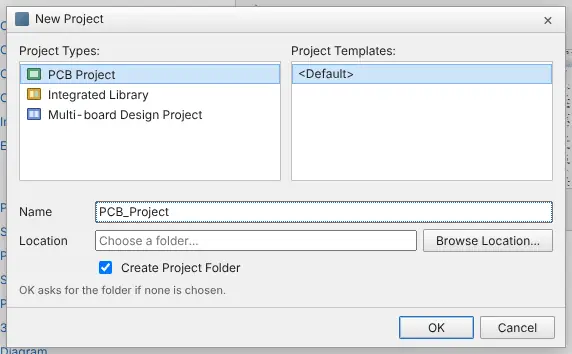 New Project
Project Types:
Project Templates:
PCB Project
<Default>
Integrated Library
Multi-board Design Project
Name
PCB_Project
Location
Choose a folder...
Browse Location...
Create Project Folder
OK asks for the folder if none is chosen.
OK
Cancel
Diagram